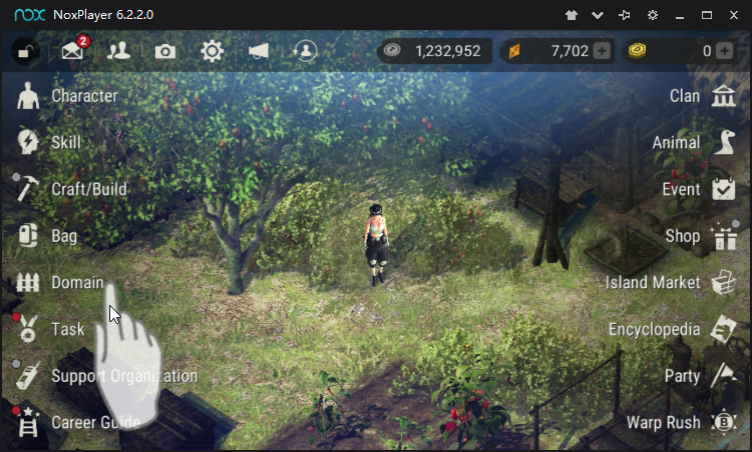 nox NoxPlayer 6.2.2.0
2
1,232,952
7,702
0
Character
Clan
Skill
Animal
Craft/Build
Event
Bag
Shop
Domain
Island Market
Task
Encyclopedia
Support Organization
Party
Career Guide
Warp Rush
B